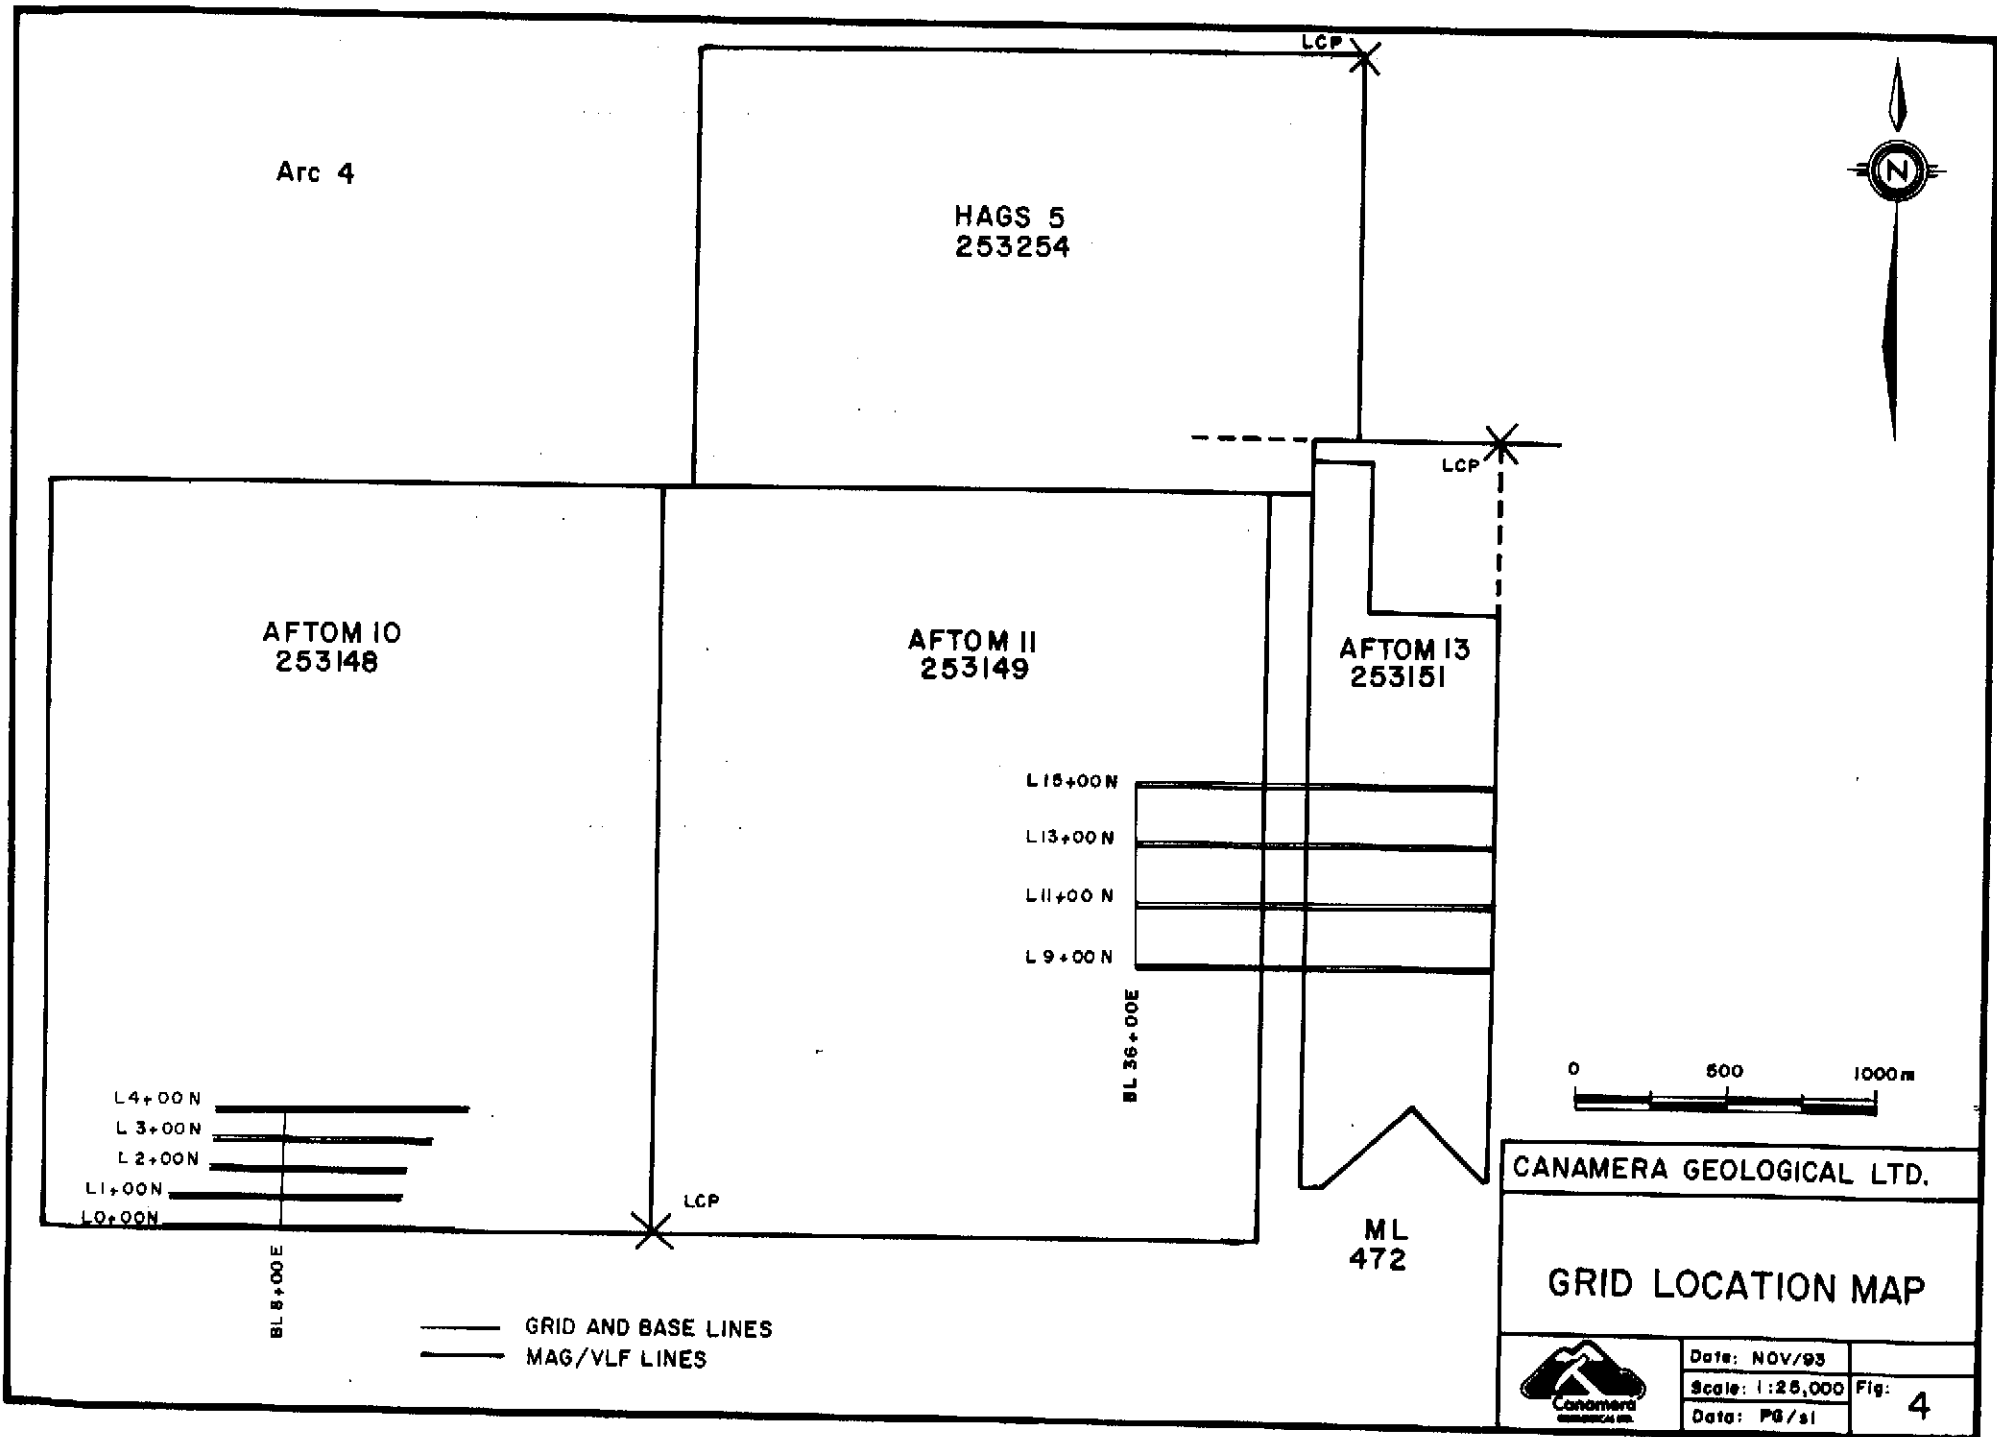 LCP
N
Arc 4
HAGS 5
253254
LCP
AFTOM 10
253148
AFTOM 11
253149
AFTOM 13
253151
L15+00N
L13+00N
L11+00N
L9+00N
BL 36+00E
L4+00N
L3+00N
L2+00N
L1+00N
L0+00N
BL 8+00E
LCP
0 500 1000m
ML
472
GRID AND BASE LINES
MAG/VLF LINES
CANAMERA GEOLOGICAL LTD.
GRID LOCATION MAP
Canamera
GEOLOGICAL LTD.
Date: NOV/93
Scale: 1:25,000
Data: PG/sl
Fig: 4